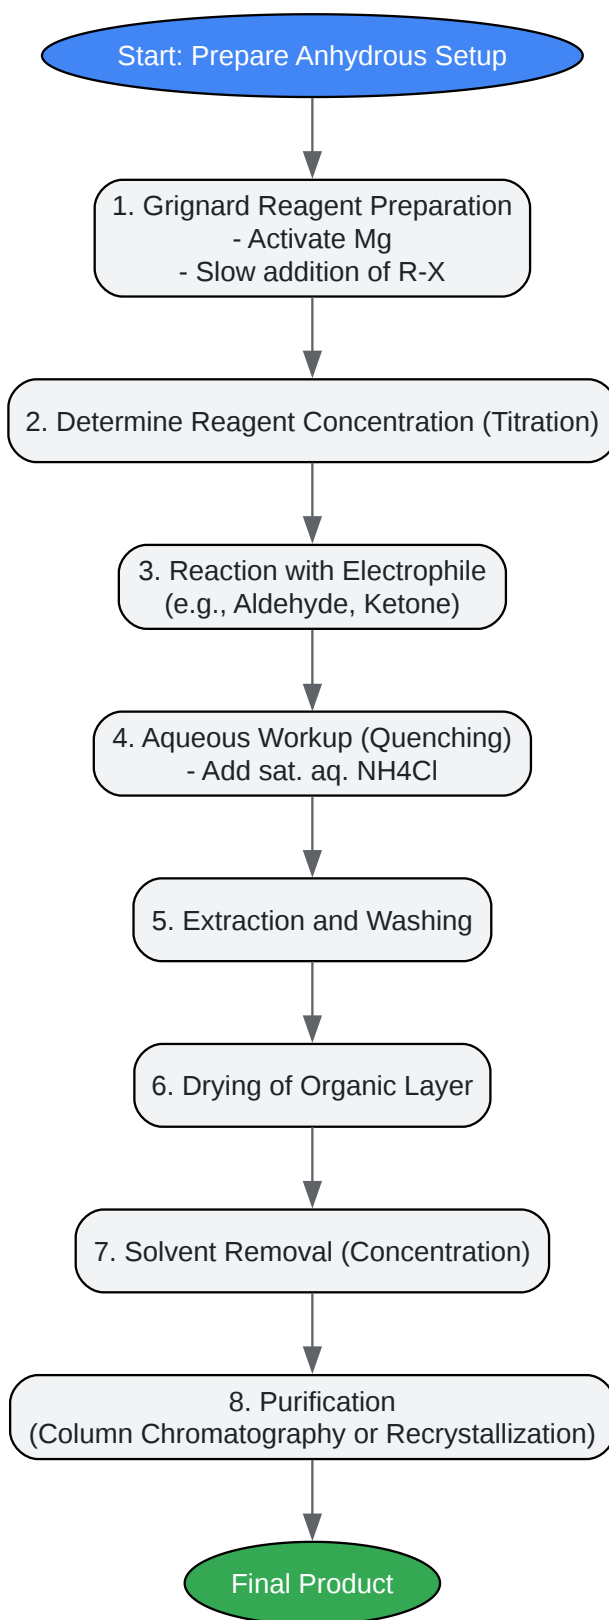 Start: Prepare Anhydrous Setup
1. Grignard Reagent Preparation
- Activate Mg
- Slow addition of R-X
2. Determine Reagent Concentration (Titration)
3. Reaction with Electrophile
(e.g., Aldehyde, Ketone)
4. Aqueous Workup (Quenching)
- Add sat. aq. NH4Cl
5. Extraction and Washing
6. Drying of Organic Layer
7. Solvent Removal (Concentration)
8. Purification
(Column Chromatography or Recrystallization)
Final Product